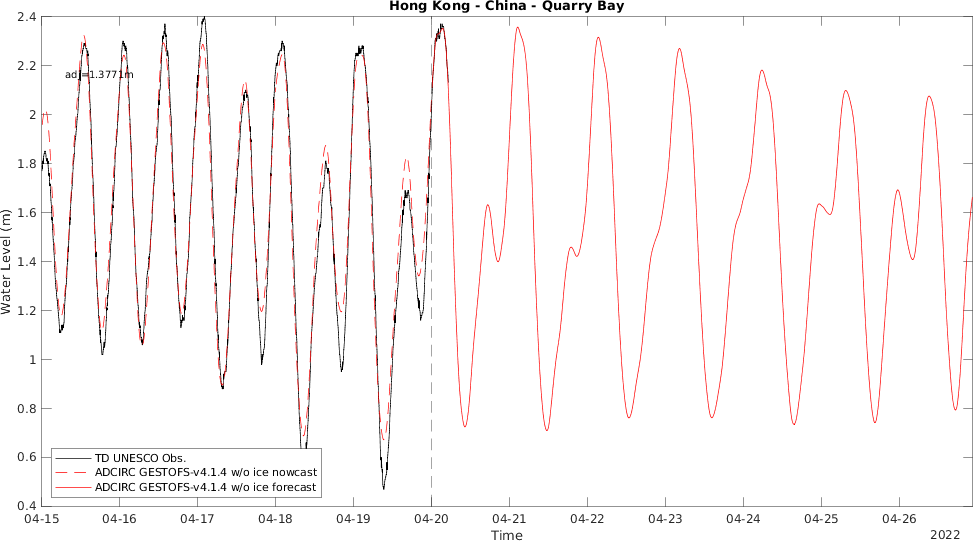 Hong Kong - China - Quarry Bay
2.4
2.2
2
1.8
1.6
1.4
1.2
1
0.8
0.6
0.4
Water Level (m)
adj=1.3771m
TD UNESCO Obs.
ADCIRC GESTOFS-v4.1.4 w/o ice nowcast
ADCIRC GESTOFS-v4.1.4 w/o ice forecast
04-15 04-16 04-17 04-18 04-19 04-20 04-21 04-22 04-23 04-24 04-25 04-26
Time
2022